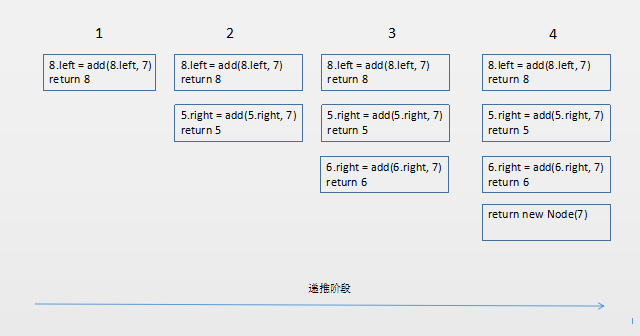 1
2
3
4
8.left = add(8.left, 7)
return 8
8.left = add(8.left, 7)
return 8
8.left = add(8.left, 7)
return 8
8.left = add(8.left, 7)
return 8
5.right = add(5.right, 7)
return 5
5.right = add(5.right, 7)
return 5
5.right = add(5.right, 7)
return 5
6.right = add(6.right, 7)
return 6
6.right = add(6.right, 7)
return 6
return new Node(7)
递推阶段